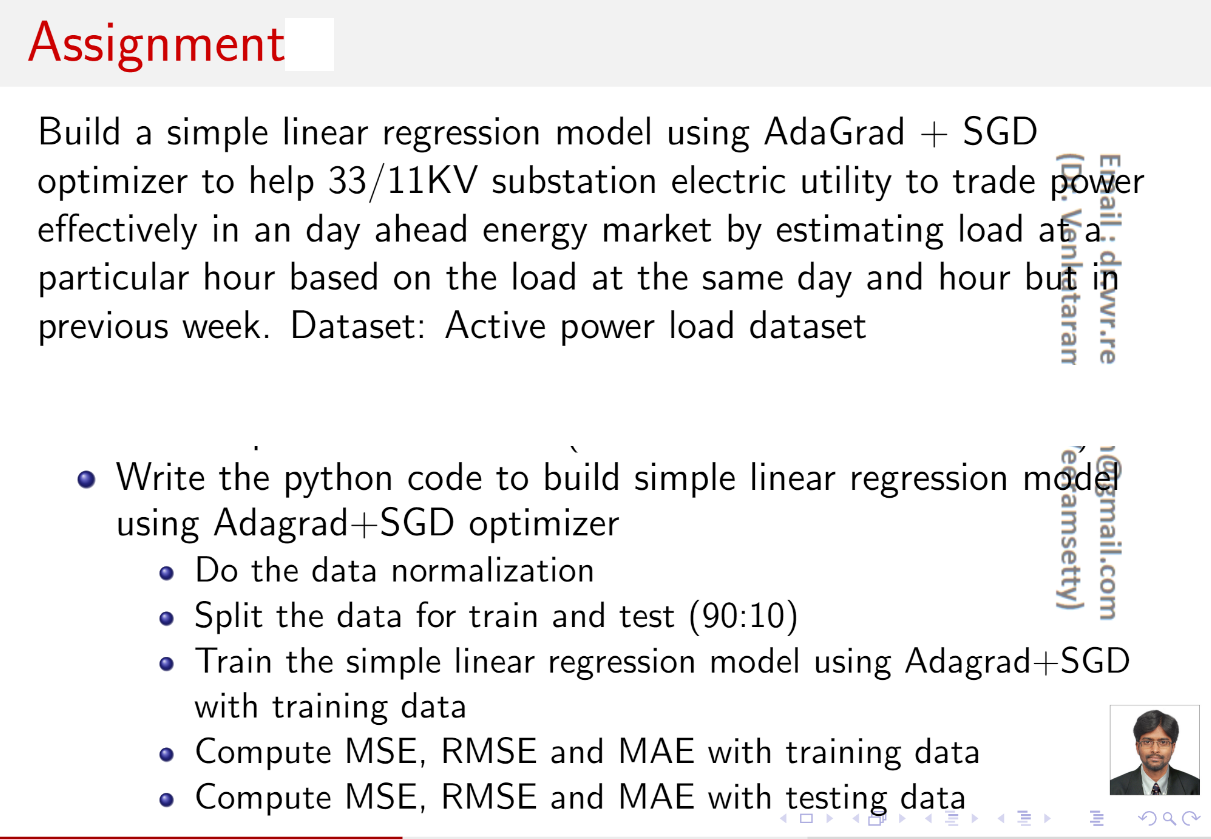 Assignment
Build a simple linear regression model using AdaGrad + SGD
optimizer to help 33/11KV substation electric utility to trade power
effectively in an day ahead energy market by estimating load at a
particular hour based on the load at the same day and hour but in
previous week. Dataset: Active power load dataset
Write the python code to build simple linear regression model
using Adagrad+SGD optimizer
Do the data normalization
Split the data for train and test (90:10)
Train the simple linear regression model using Adagrad+SGD
with training data
Compute MSE, RMSE and MAE with training data
Compute MSE, RMSE and MAE with testing data
Email : dr.vvr.re
(Dr. Venkataran
@gmail.com
eeramsetty)